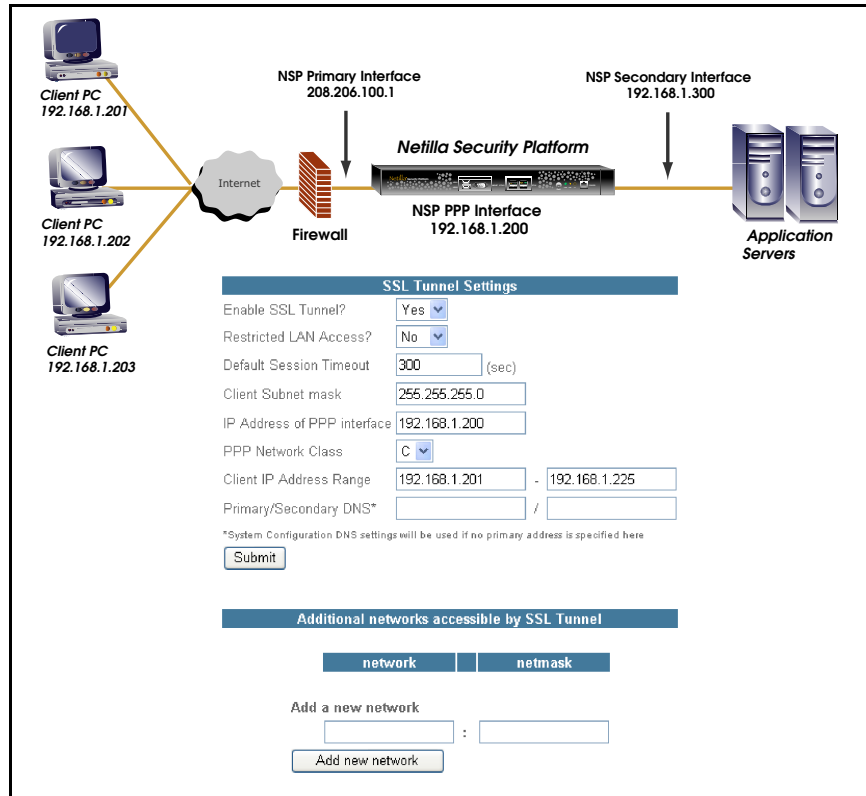 NSP Primary Interface
208.206.100.1
NSP Secondary Interface
192.168.1.300
Client PC
192.168.1.201
Netilla Security Platform
Internet
Netilla
NSP PPP Interface
192.168.1.200
Firewall
Client PC
192.168.1.202
Application
Servers
Client PC
192.168.1.203
SSL Tunnel Settings
Enable SSL Tunnel? Yes
Restricted LAN Access? No
Default Session Timeout 300 (sec)
Client Subnet mask 255.255.255.0
IP Address of PPP interface 192.168.1.200
PPP Network Class C
Client IP Address Range 192.168.1.201 - 192.168.1.225
Primary/Secondary DNS* /
*System Configuration DNS settings will be used if no primary address is specified here
Submit
Additional networks accessible by SSL Tunnel
network netmask
Add a new network
:
Add new network